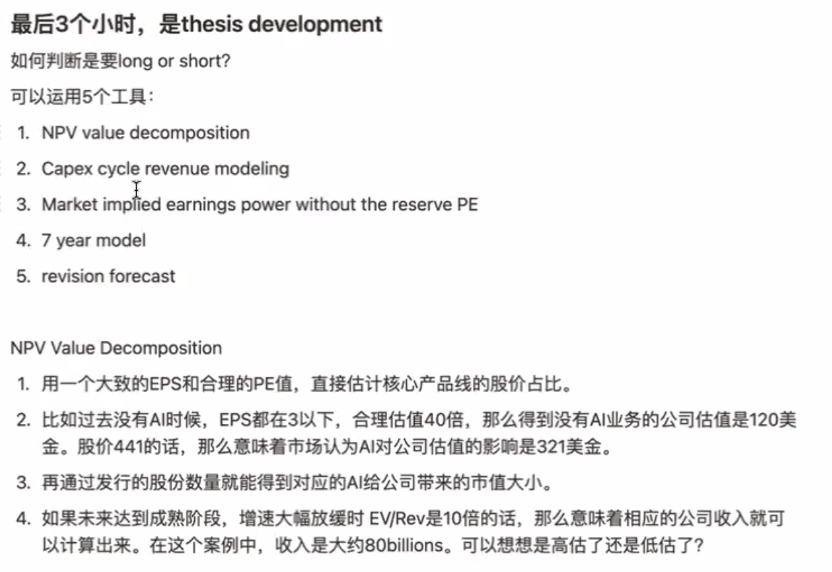 最后3个小时，是thesis development
如何判断是要long or short?
可以运用5个工具：
1. NPV value decomposition
2. Capex cycle revenue modeling
3. Market implied earnings power without the reserve PE
4. 7 year model
5. revision forecast
NPV Value Decomposition
1. 用一个大致的EPS和合理的PE值，直接估计核心产品线的股价占比。
2. 比如过去没有AI时候，EPS都在3以下，合理估值40倍，那么得到没有AI业务的公司估值是120美
金。股价441的话，那么意味着市场认为AI对公司估值的影响是321美金。
3. 再通过发行的股份数量就能得到对应的AI给公司带来的市值大小。
4. 如果未来达到成熟阶段，增速大幅放缓时 EV/Rev是10倍的话，那么意味着相应的公司收入就可
以计算出来。在这个案例中，收入是大约80billions。可以想想是高估了还是低估了？